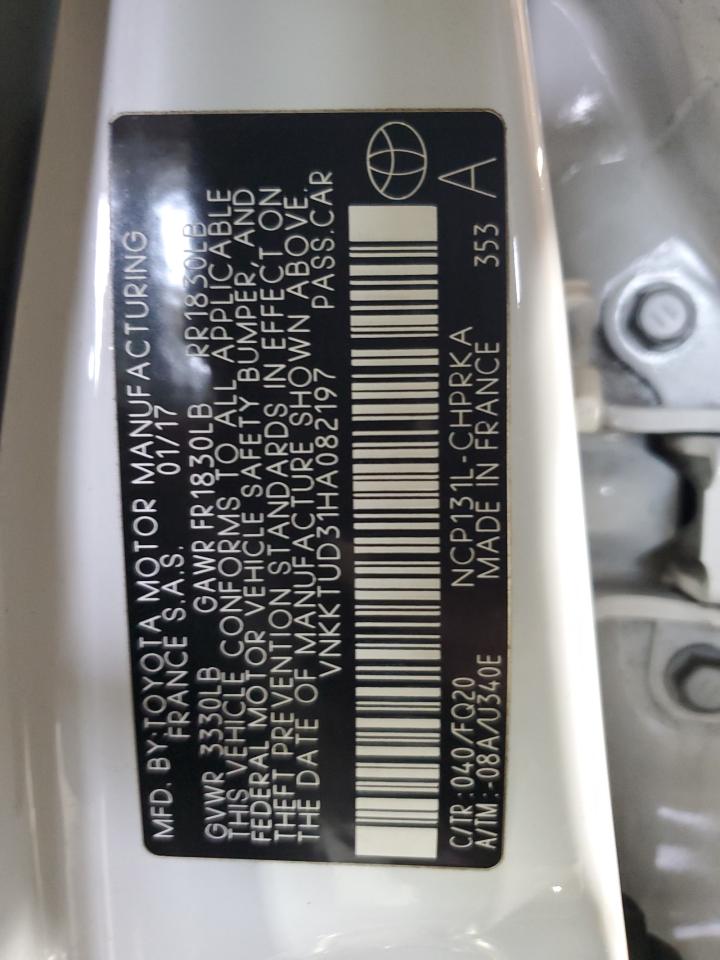 MFD. BY:TOYOTA MOTOR MANUFACTURING
FRANCE S.A.S. 01/17
GVWR 3330LB GAWR FR1830LB RR1830LB
THIS VEHICLE CONFORMS TO ALL APPLICABLE
FEDERAL MOTOR VEHICLE SAFETY BUMPER, AND
THEFT PREVENTION STANDARDS IN EFFECT ON
THE DATE OF MANUFACTURE SHOWN ABOVE.
VNKKTUD31HA082197 PASS.CAR
C/TR:040/FQ20 NCP131L-CHPRKA
A/TM:-08A/U340E MADE IN FRANCE 353
A